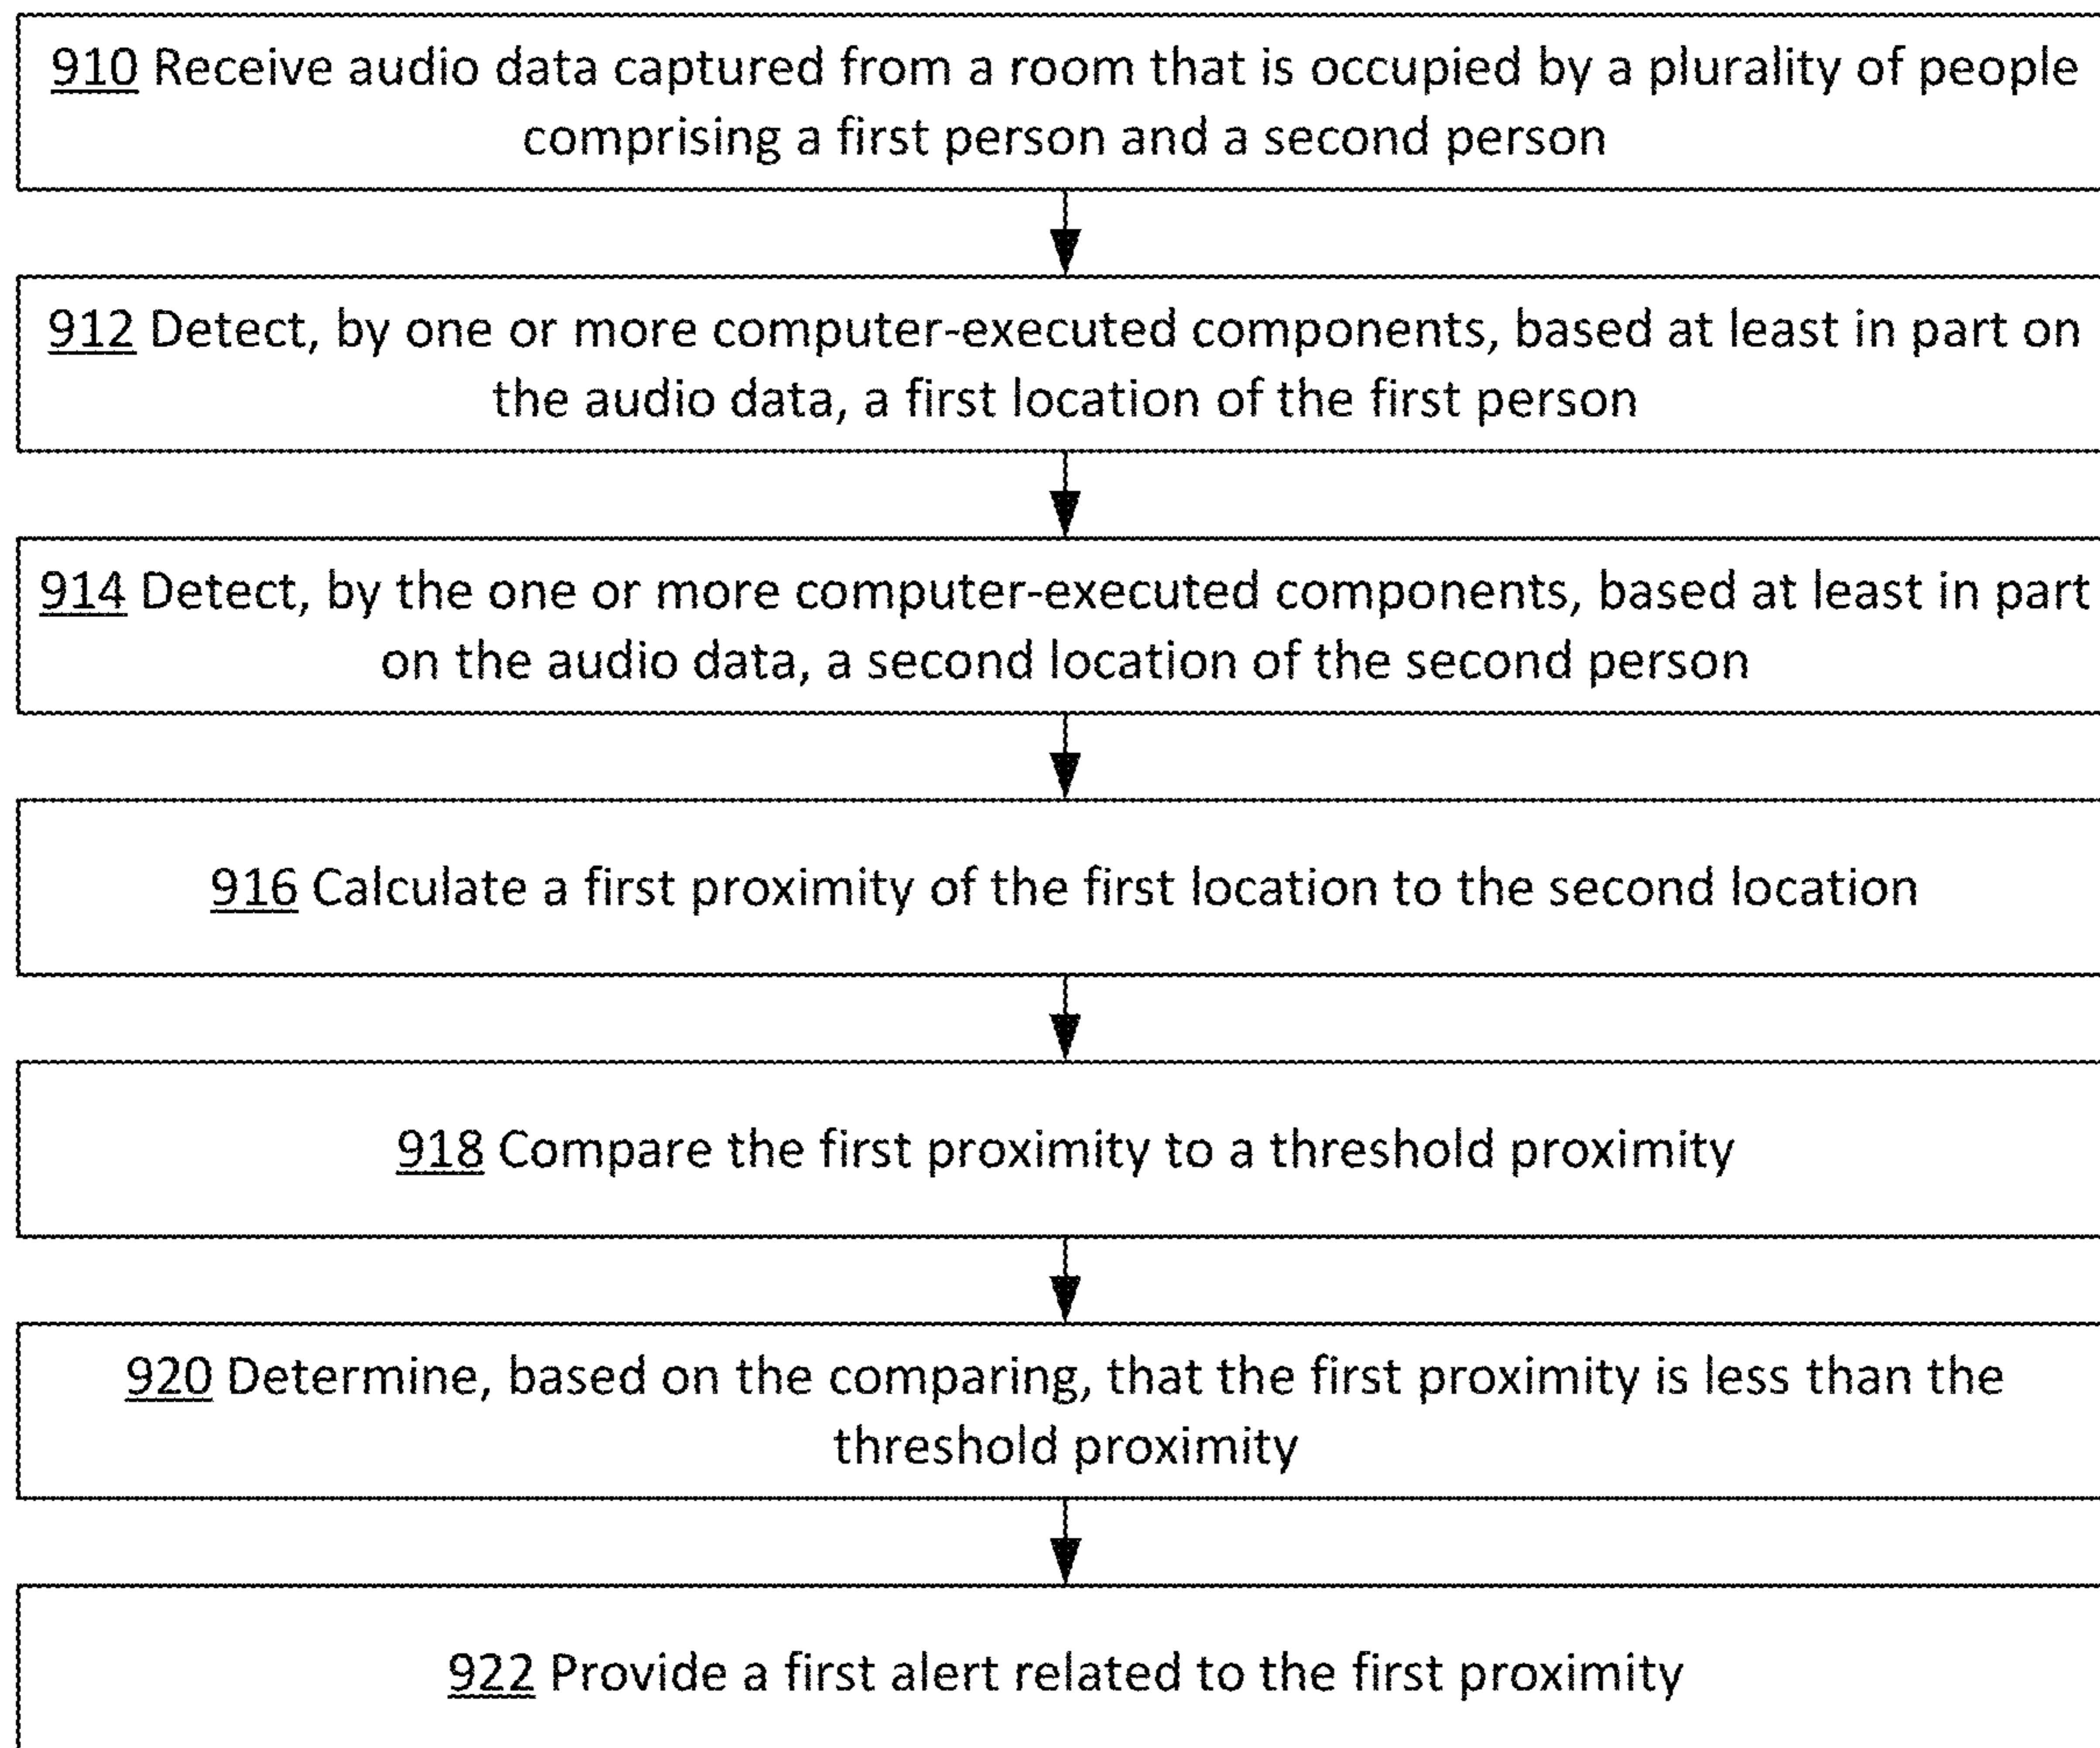 910 Receive audio data captured from a room that is occupied by a plurality of people
comprising a first person and a second person
912 Detect, by one or more computer-executed components, based at least in part on
the audio data, a first location of the first person
914 Detect, by the one or more computer-executed components, based at least in part
on the audio data, a second location of the second person
916 Calculate a first proximity of the first location to the second location
918 Compare the first proximity to a threshold proximity
920 Determine, based on the comparing, that the first proximity is less than the
threshold proximity
922 Provide a first alert related to the first proximity